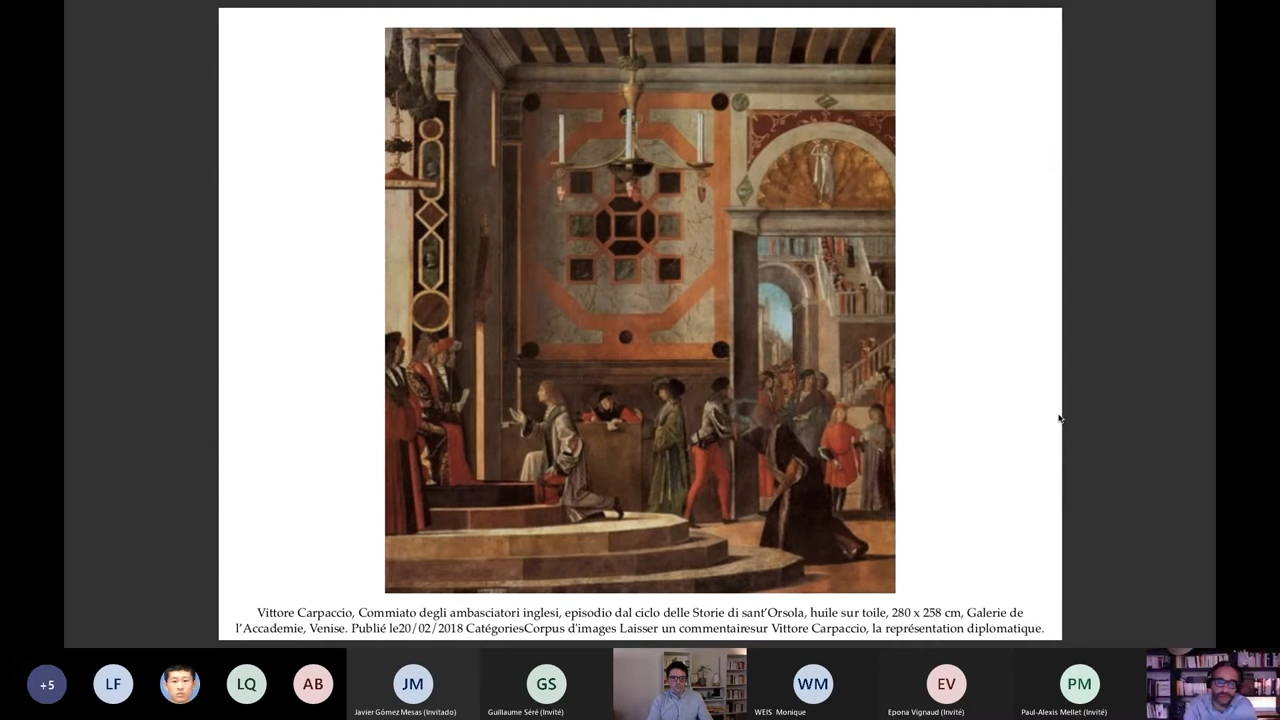 Vittore Carpaccio, Commiato degli ambasciatori inglesi, episodio dal ciclo delle Storie di sant'Orsola, huile sur toile, 280 x 258 cm, Galerie de
l'Accademie, Venise. Publié le20/02/2018 CatégoriesCorpus d'images Laisser un commentairesur Vittore Carpaccio, la représentation diplomatique.
+5
LF
LQ
AB
JM
GS
WM
EV
PM
Javier Gómez Mesas (Invitado)
Guillaume Séré (Invité)
WEIS Monique
Epona Vignaud (Invité)
Paul-Alexis Mellet (Invité)